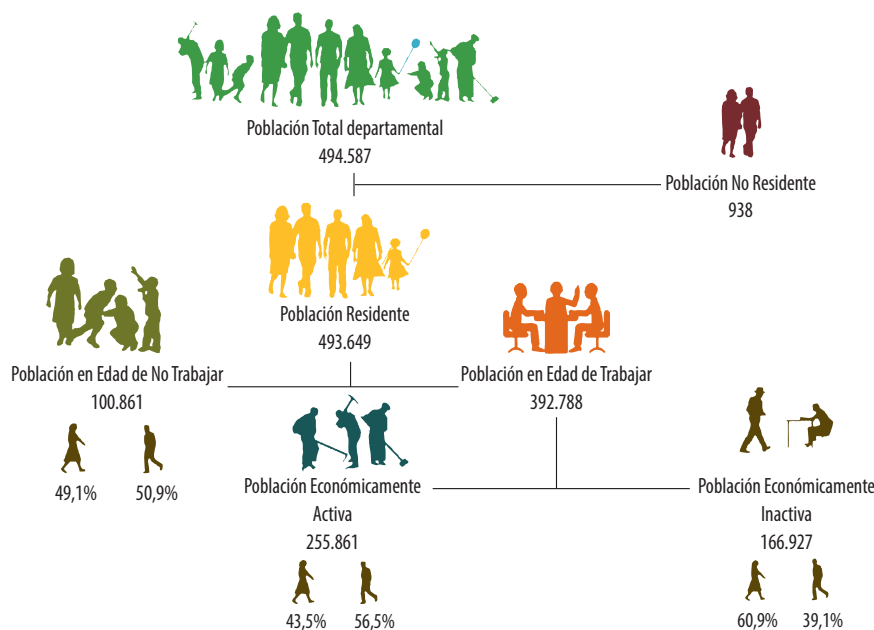 Población Total departamental
494.587
Población No Residente
938
Población Residente
493.649
Población en Edad de No Trabajar
100.861
49,1% 50,9%
Población en Edad de Trabajar
392.788
Población Económicamente
Activa
255.861
43,5% 56,5%
Población Económicamente
Inactiva
166.927
60,9% 39,1%